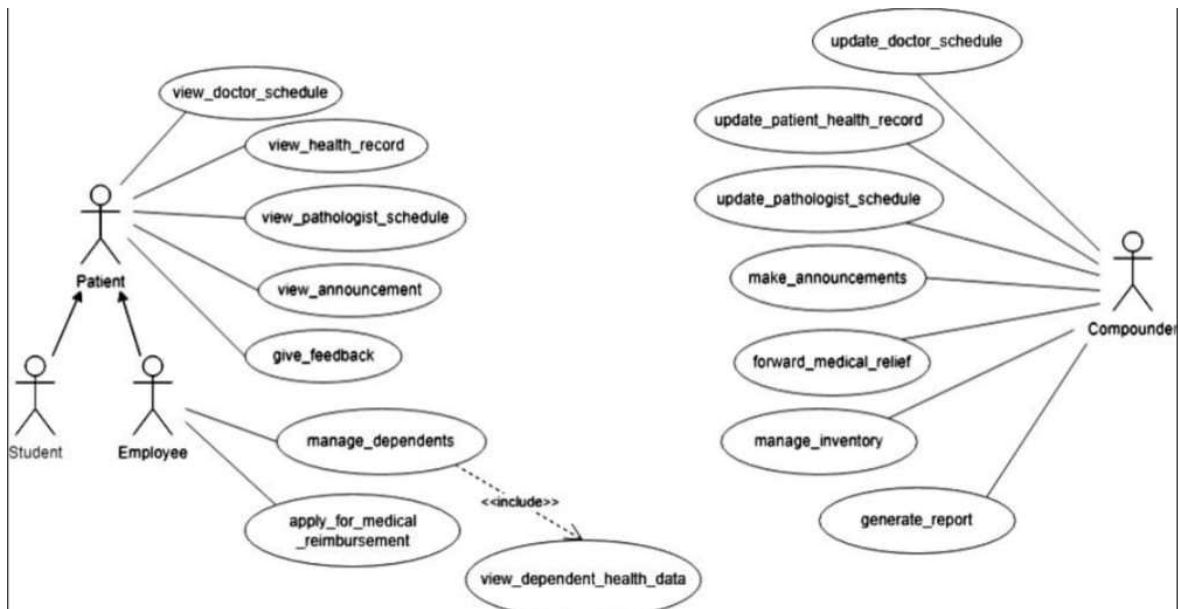 view_doctor_schedule
view_health_record
view_pathologist_schedule
view_announcement
give_feedback
Patient
Student
Employee
manage_dependents
<<include>>
apply_for_medical
_reimbursement
view_dependent_health_data
update_doctor_schedule
update_patient_health_record
update_pathologist_schedule
make_announcements
Compounder
forward_medical_relief
manage_inventory
generate_report